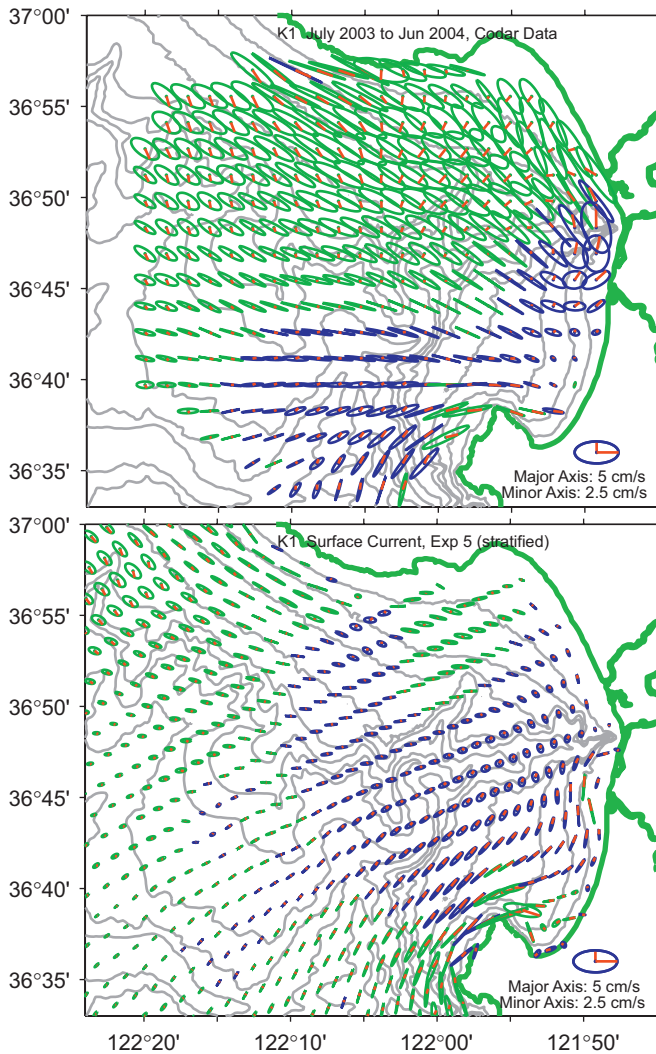 K1 July 2003 to Jun 2004, Codar Data
37°00'
36°55'
36°50'
36°45'
36°40'
36°35'
Major Axis: 5 cm/s
Minor Axis: 2.5 cm/s
K1 Surface Current, Exp 5 (stratified)
37°00'
36°55'
36°50'
36°45'
36°40'
36°35'
Major Axis: 5 cm/s
Minor Axis: 2.5 cm/s
122°20' 122°10' 122°00' 121°50'